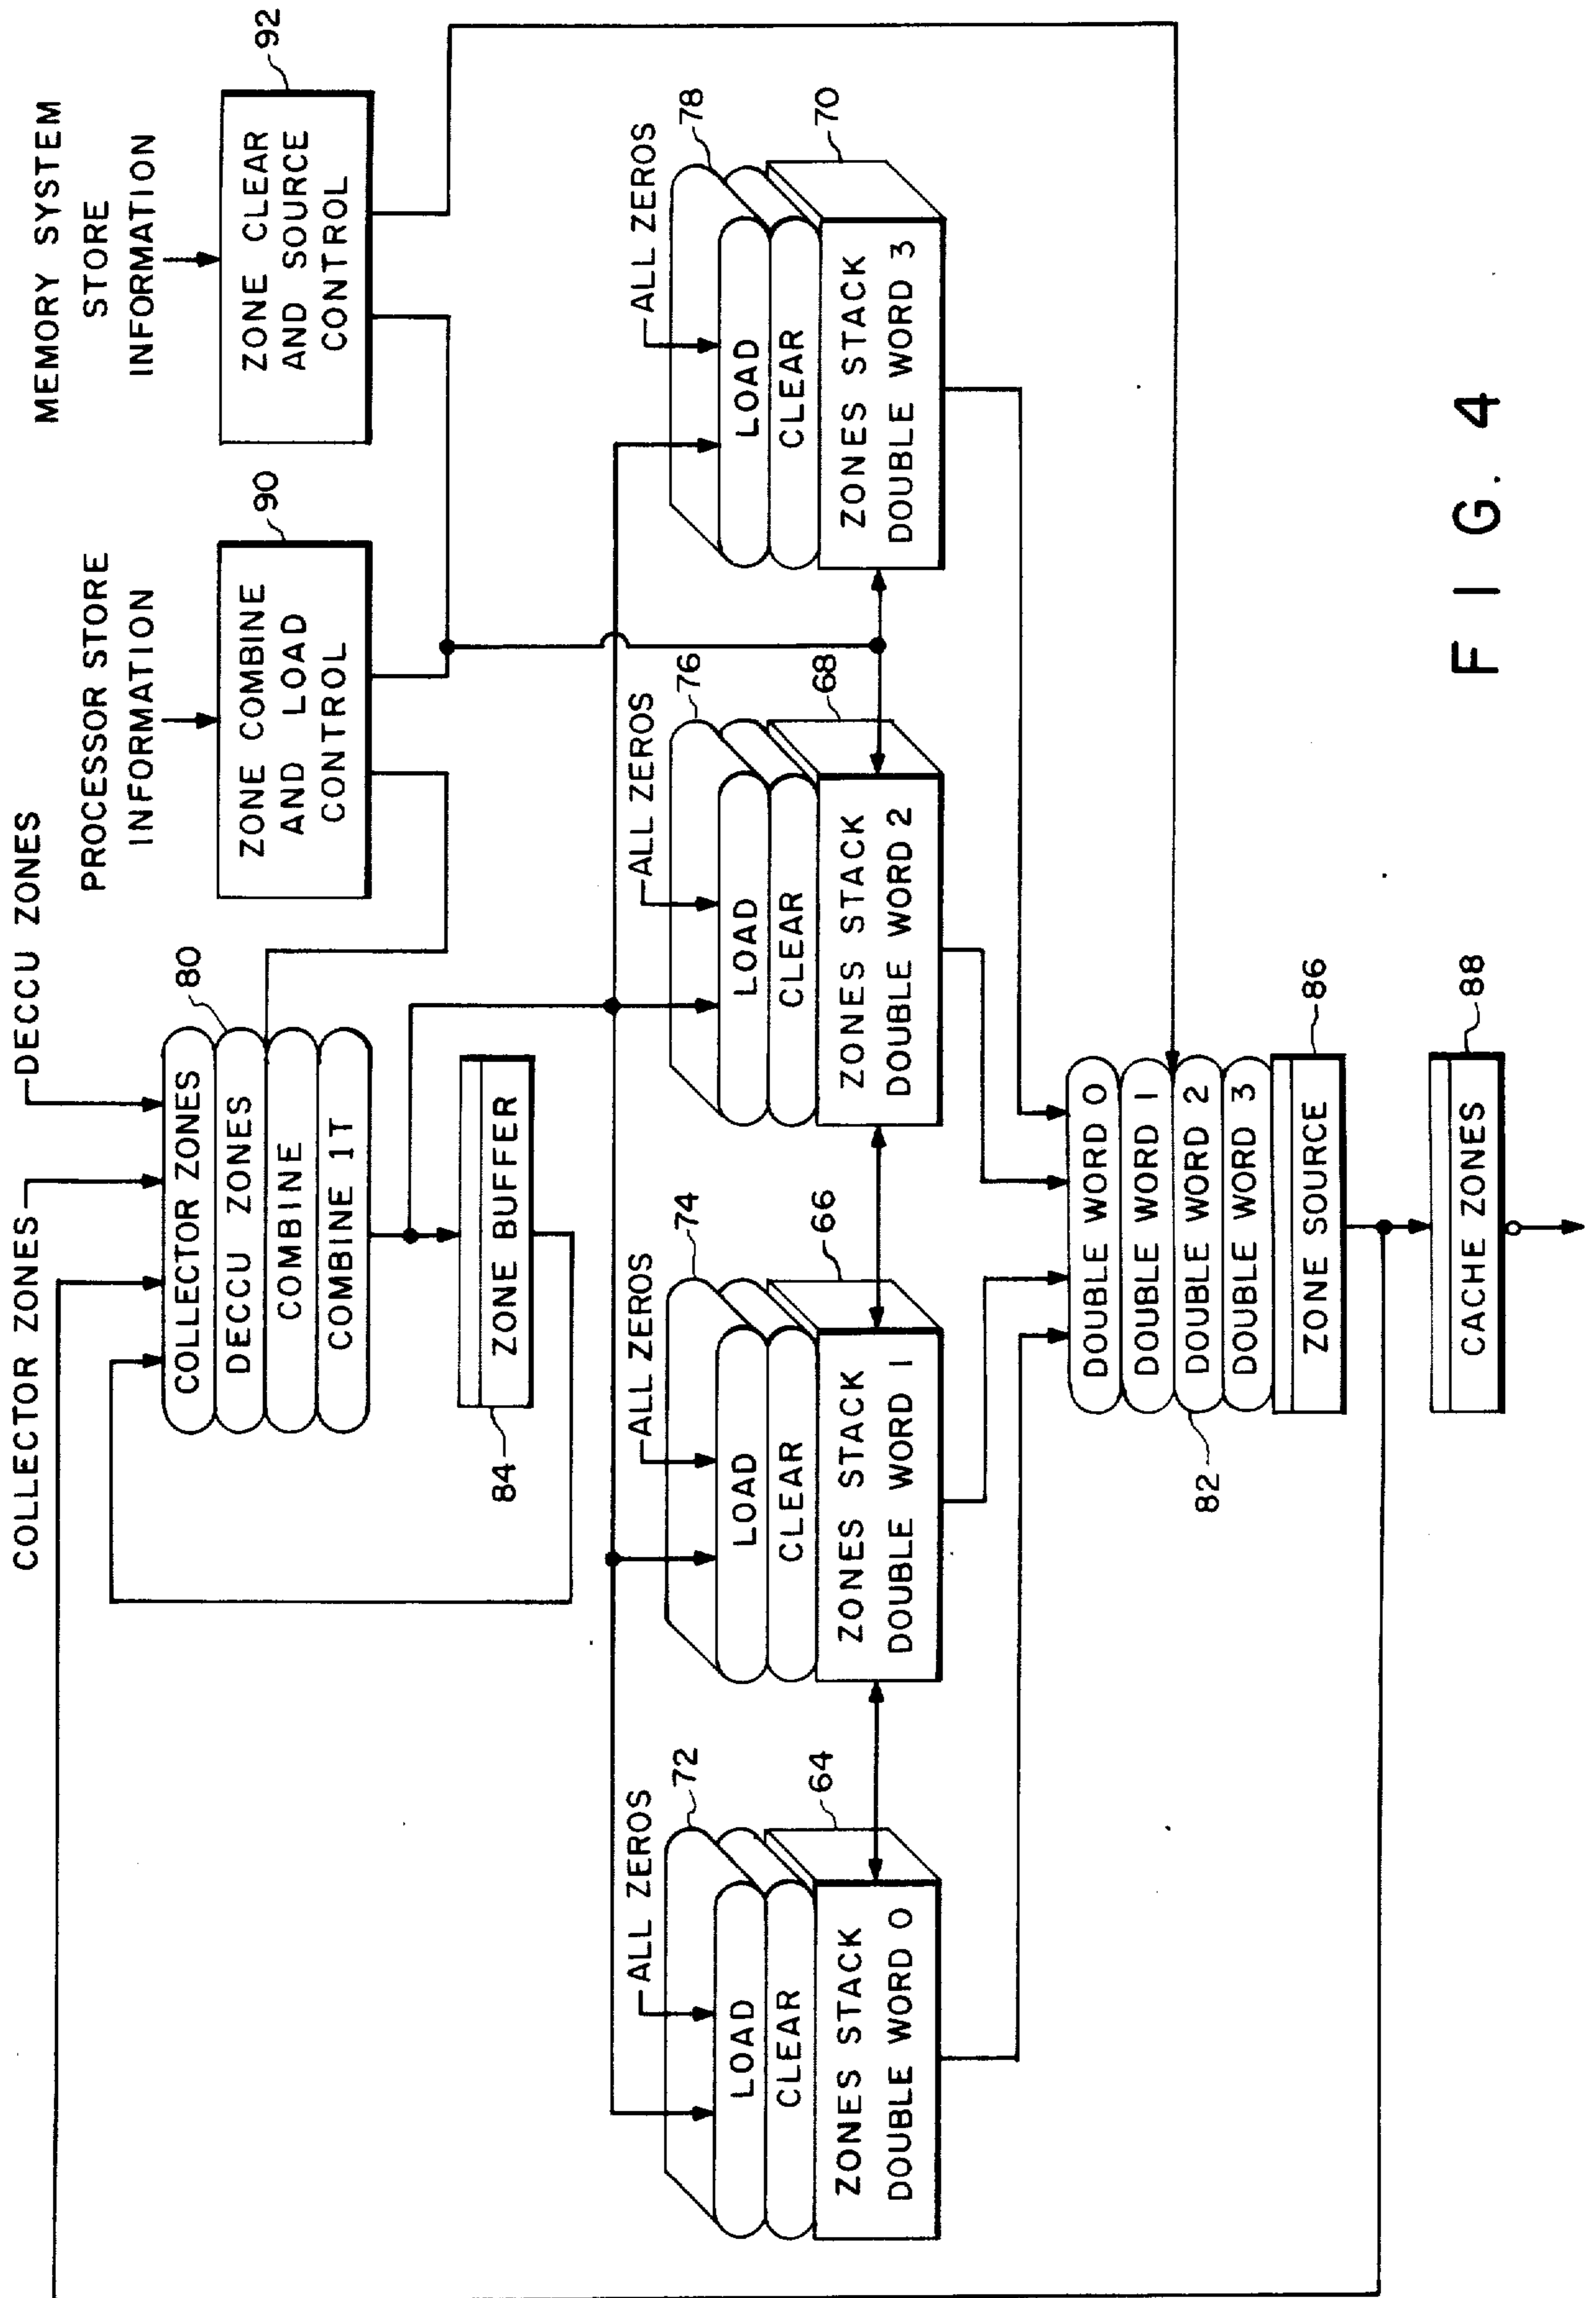 COLLECTOR ZONES
DECCU ZONES
PROCESSOR STORE
INFORMATION
MEMORY SYSTEM
STORE
INFORMATION
COLLECTOR ZONES
DECCU ZONES
COMBINE
COMBINE 1T
80
ZONE COMBINE
AND LOAD
CONTROL
90
ZONE CLEAR
AND SOURCE
CONTROL
92
84
ZONE BUFFER
ALL ZEROS
72
LOAD
CLEAR
ZONES STACK
DOUBLE WORD 0
64
ALL ZEROS
74
LOAD
CLEAR
ZONES STACK
DOUBLE WORD 1
66
ALL ZEROS
76
LOAD
CLEAR
ZONES STACK
DOUBLE WORD 2
68
ALL ZEROS
78
LOAD
CLEAR
ZONES STACK
DOUBLE WORD 3
70
DOUBLE WORD 0
DOUBLE WORD 1
DOUBLE WORD 2
DOUBLE WORD 3
82
ZONE SOURCE
86
CACHE ZONES
88
FIG. 4